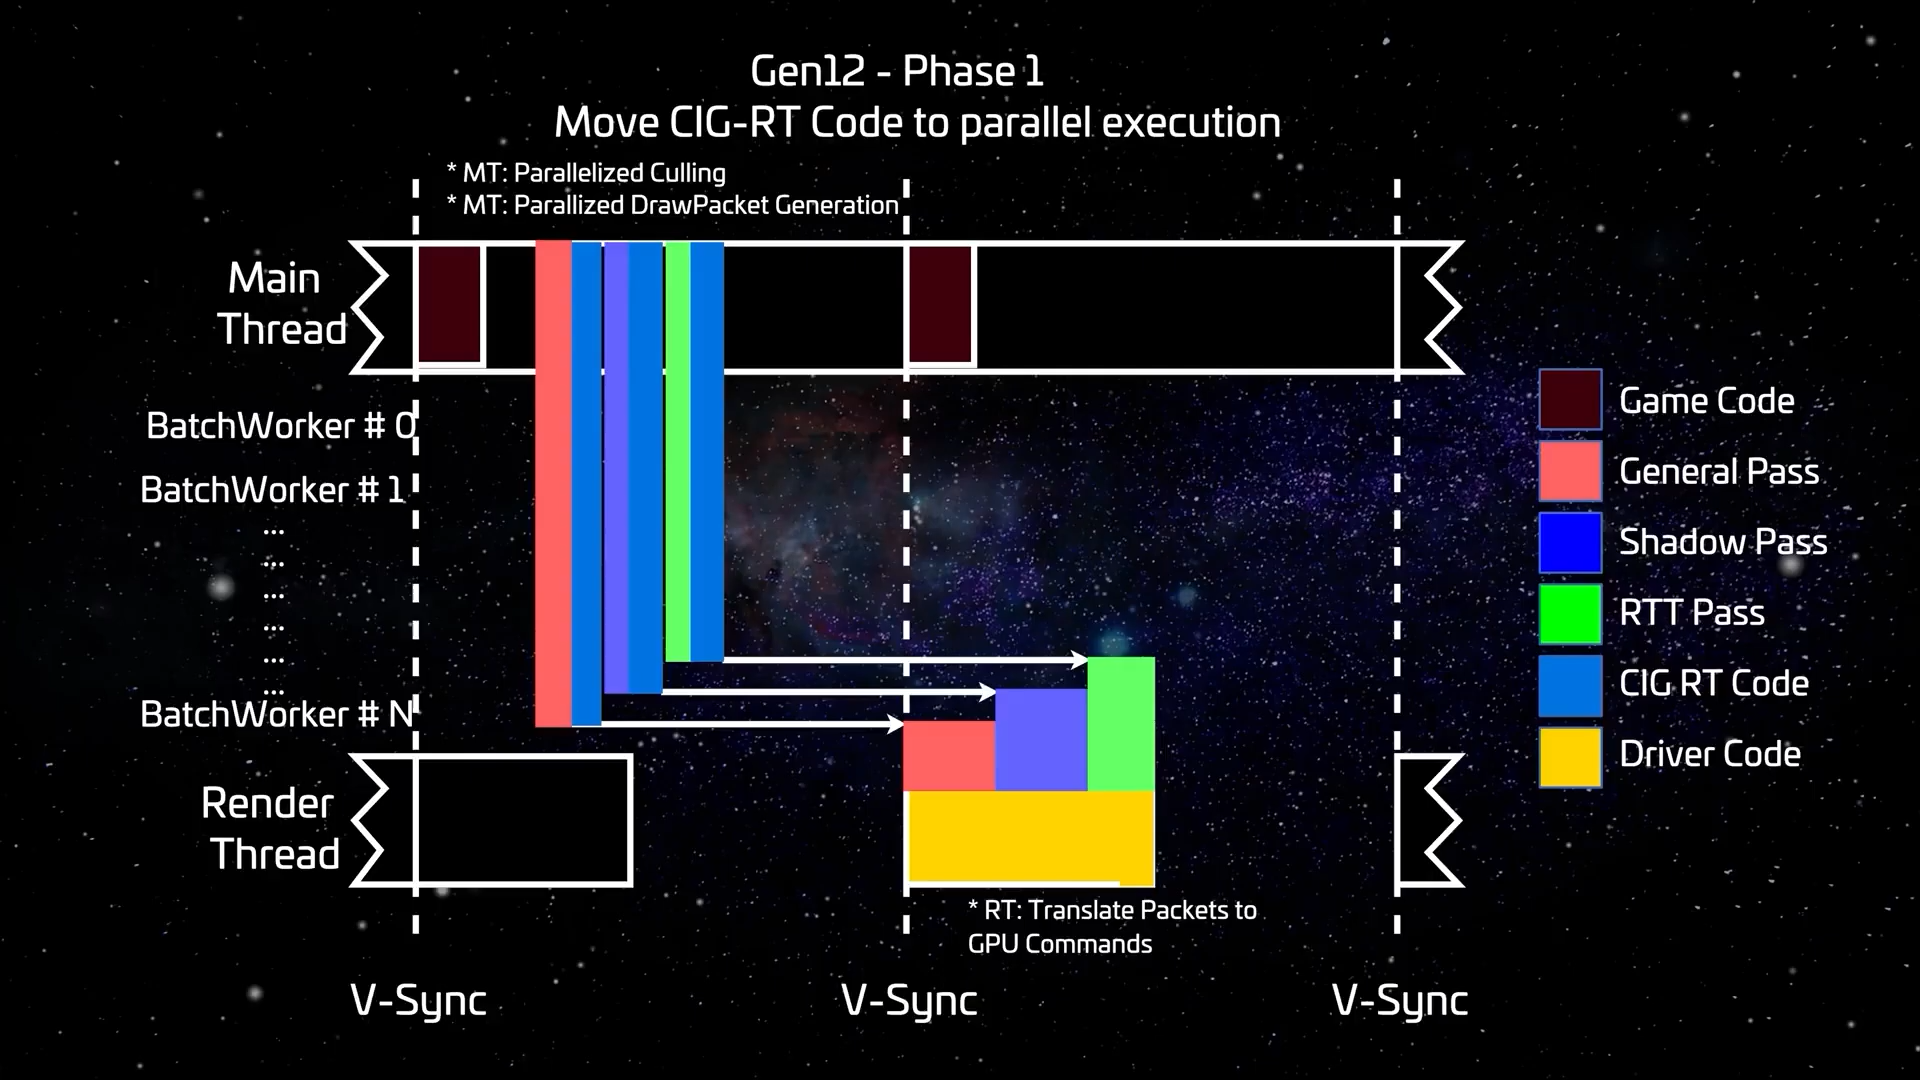 Gen12 - Phase 1
Move CIG-RT Code to parallel execution
* MT: Parallelized Culling
* MT: Parallized DrawPacket Generation
Main
Thread
BatchWorker # 0
BatchWorker # 1
...
...
...
...
...
...
BatchWorker # N
Render
Thread
* RT: Translate Packets to
GPU Commands
V-Sync
V-Sync
V-Sync
Game Code
General Pass
Shadow Pass
RTT Pass
CIG RT Code
Driver Code